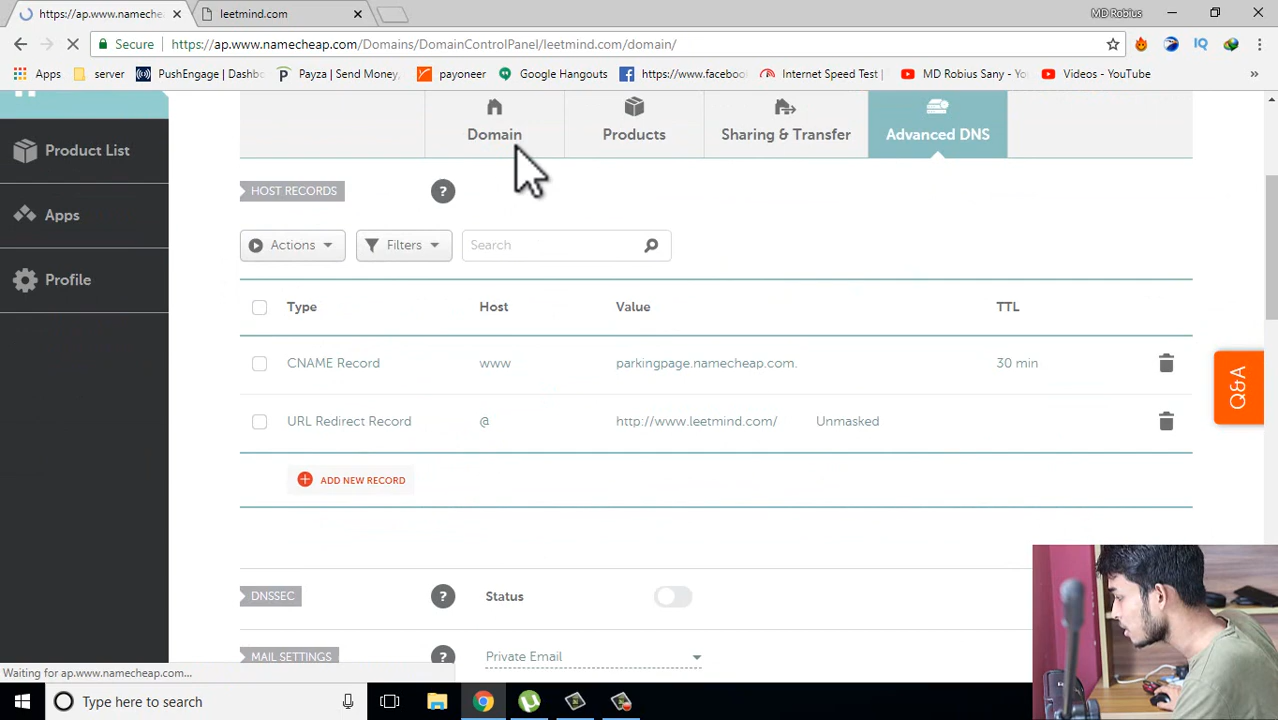 https://ap.www.namech
leetmind.com
MD Robius
Secure
https://ap.www.namecheap.com/Domains/DomainControlPanel/leetmind.com/domain/
Apps
server
PushEngage | Dashb
Payza | Send Money,
payoneer
Google Hangouts
https://www.faceboo
Internet Speed Test |
MD Robius Sany - Yo
Videos - YouTube
Domain
Products
Sharing & Transfer
Advanced DNS
Product List
Apps
Profile
HOST RECORDS
?
Actions
Filters
Search
Type
Host
Value
TTL
CNAME Record
www
parkingpage.namecheap.com.
30 min
URL Redirect Record
@
http://www.leetmind.com/
Unmasked
ADD NEW RECORD
Q&A
DNSSEC
?
Status
MAIL SETTINGS
?
Private Email
Waiting for ap.www.namecheap.com...
Type here to search